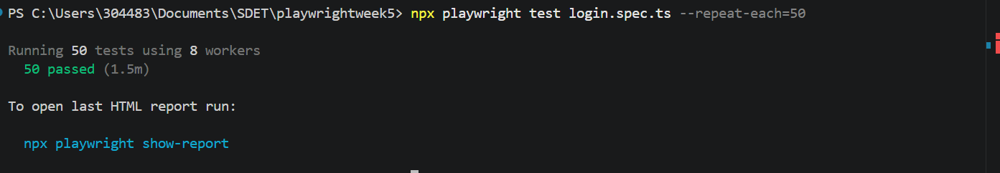 PS C:\Users\304483\Documents\SDET\playwrightweek5> npx playwright test login.spec.ts --repeat-each=50
Running 50 tests using 8 workers
50 passed (1.5m)
To open last HTML report run:
npx playwright show-report